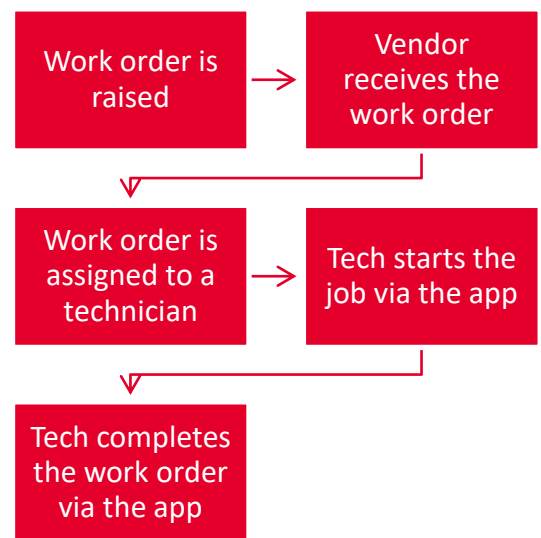 Work order is
raised
Vendor
receives the
work order
Work order is
assigned to a
technician
Tech starts the
job via the app
Tech completes
the work order
via the app